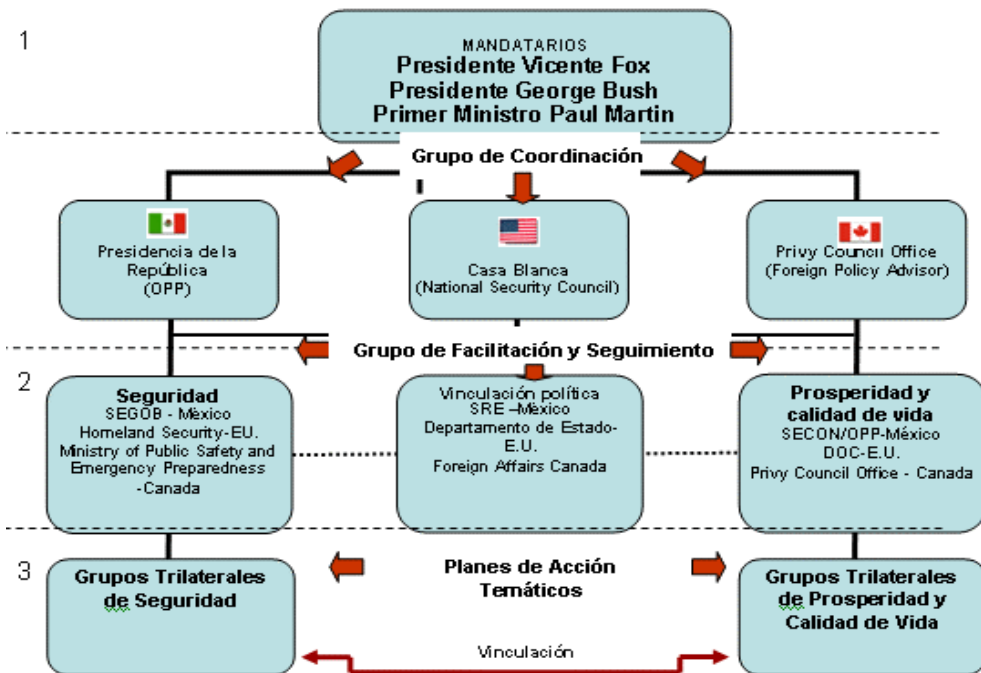 1
MANDATARIOS
Presidente Vicente Fox
Presidente George Bush
Primer Ministro Paul Martin
Grupo de Coordinación
Presidencia de la
República
(OPP)
Casa Blanca
(National Security Council)
Privy Council Office
(Foreign Policy Advisor)
Grupo de Facilitación y Seguimiento
2
Seguridad
SEGOB - México
Homeland Security-EU.
Ministry of Public Safety and
Emergency Preparedness
-Canada
Vinculación política
SRE –México
Departamento de Estado-
E.U.
Foreign Affairs Canada
Prosperidad y
calidad de vida
SECON/OPP-México
DOC-E.U.
Privy Council Office - Canada
3
Grupos Trilaterales
de Seguridad
Planes de Acción
Temáticos
Grupos Trilaterales
de Prosperidad y
Calidad de Vida
Vinculación